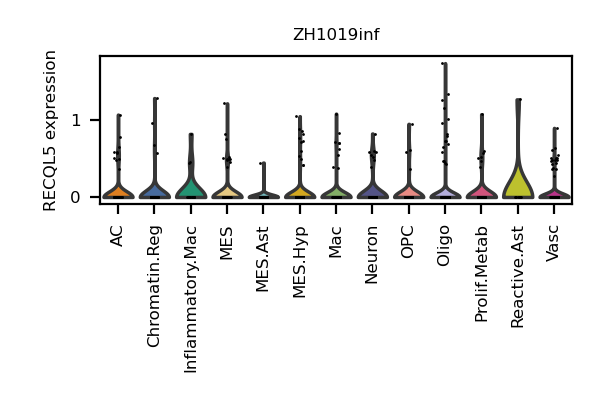 ZH1019inf
RECQL5 expression
1
0
AC
Chromatin.Reg
Inflammatory.Mac
MES
MES.Ast
MES.Hyp
Mac
Neuron
OPC
Oligo
Prolif.Metab
Reactive.Ast
Vasc